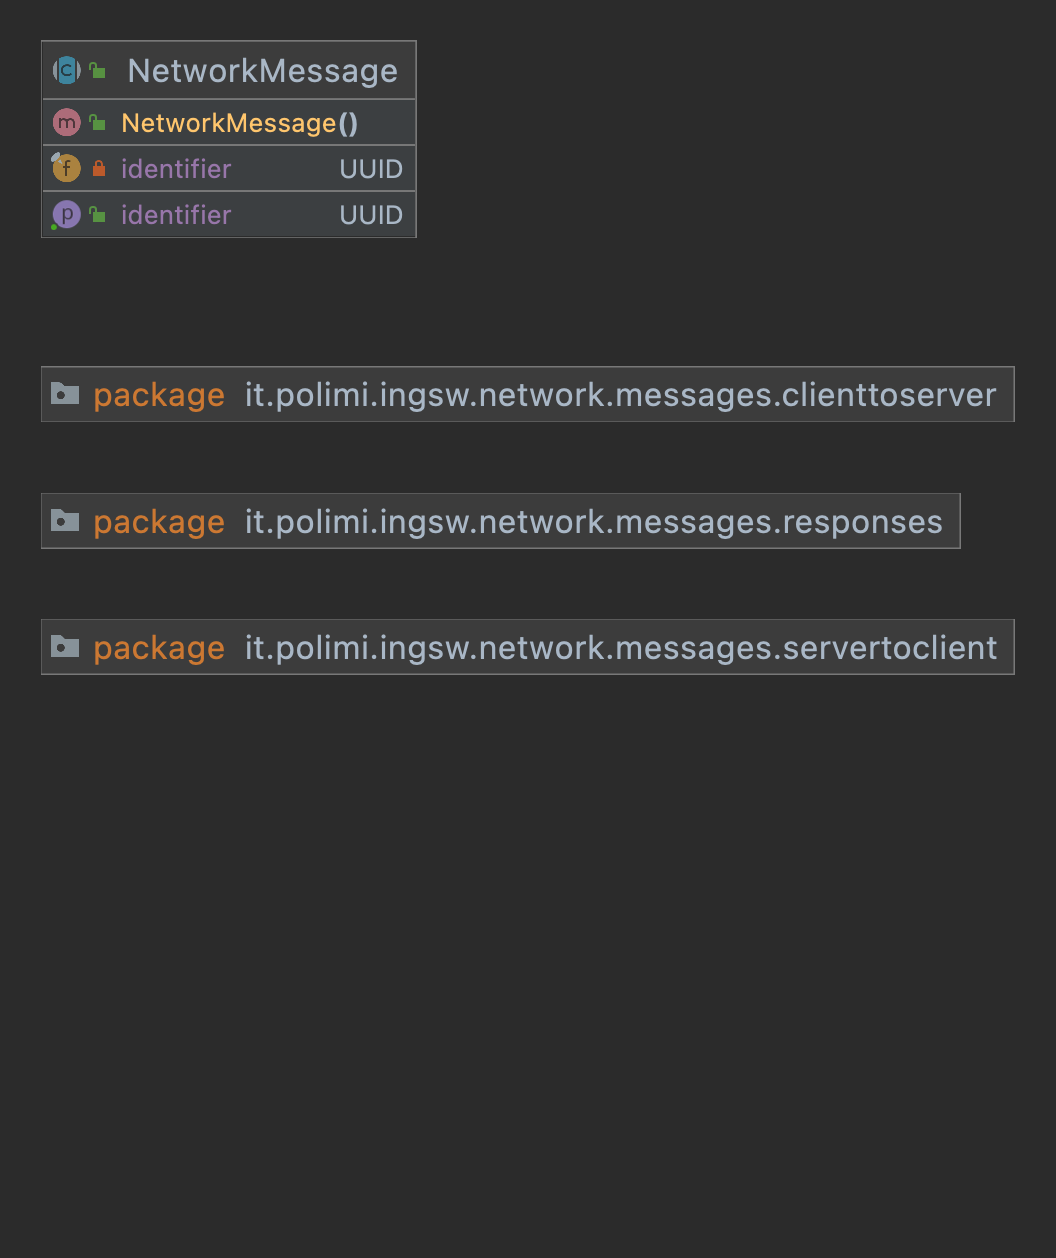 NetworkMessage
NetworkMessage()
identifier UUID
identifier UUID
package it.polimi.ingsw.network.messages.clienttoserver
package it.polimi.ingsw.network.messages.responses
package it.polimi.ingsw.network.messages.servertoclient